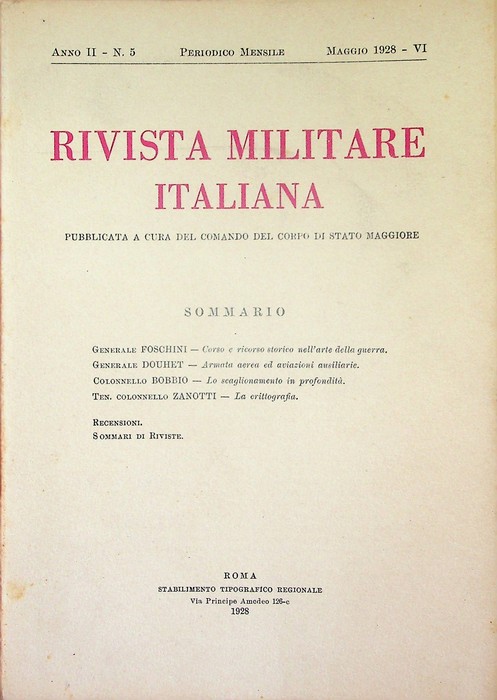 Anno II - N. 5 Periodico Mensile Maggio 1928 - VI
RIVISTA MILITARE
ITALIANA
PUBBLICATA A CURA DEL COMANDO DEL CORPO DI STATO MAGGIORE
SOMMARIO
Generale FOSCHINI — Corso e ricorso storico nell'arte della guerra.
Generale DOUHET — Armata aerea ed aviazioni ausiliarie.
Colonnello BOBBIO — Lo scaglionamento in profondità.
Ten. colonnello ZANOTTI — La crittografia.
Recensioni.
Sommari di Riviste.
ROMA
STABILIMENTO TIPOGRAFICO REGIONALE
Via Principe Amedeo 126-c
1928